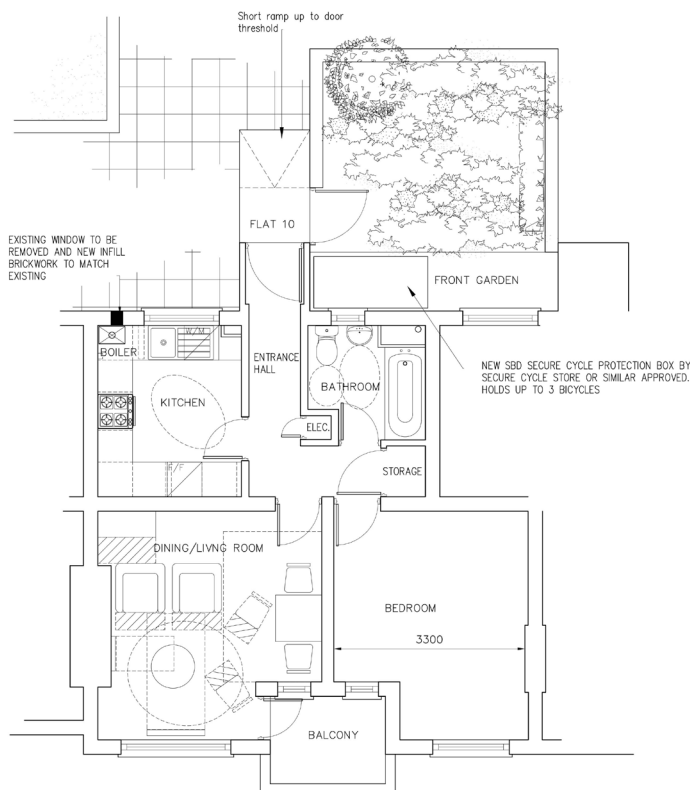 Short ramp up to door
threshold
FLAT 10
EXISTING WINDOW TO BE
REMOVED AND NEW INFILL
BRICKWORK TO MATCH
EXISTING
FRONT GARDEN
W/M
BOILER
ENTRANCE
HALL
BATHROOM
NEW SBD SECURE CYCLE PROTECTION BOX BY
SECURE CYCLE STORE OR SIMILAR APPROVED.
HOLDS UP TO 3 BICYCLES
KITCHEN
ELEC.
F/F
STORAGE
DINING/LIVNG ROOM
BEDROOM
3300
BALCONY